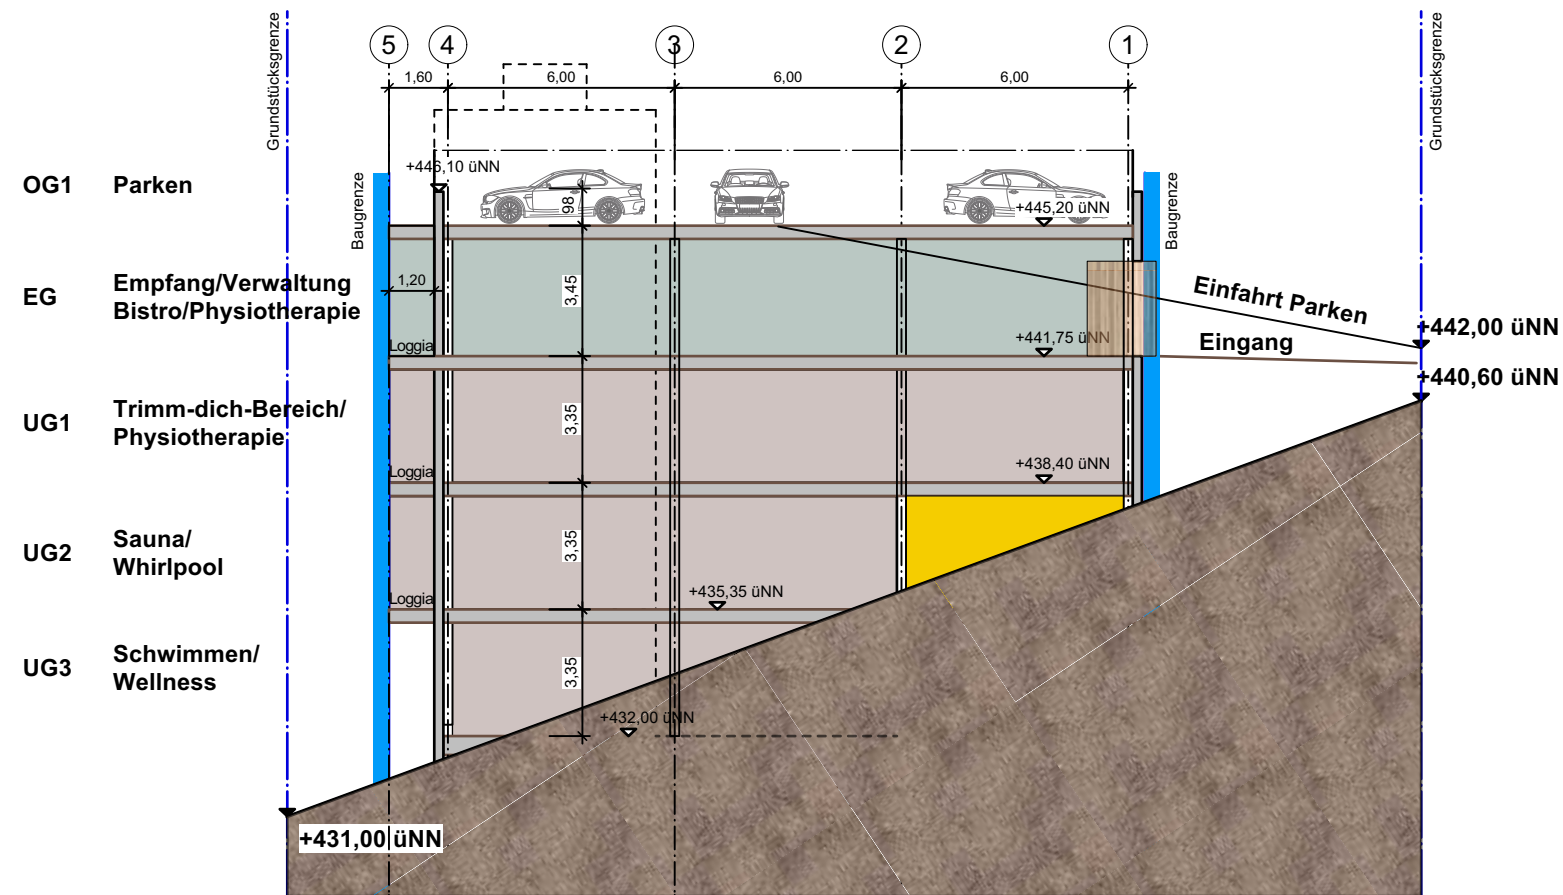 Grundstücksgrenze
Grundstücksgrenze
5
4
3
2
1
1,60
6,00
6,00
6,00
+446,10 üNN
OG1 Parken
Baugrenze
Baugrenze
98
+445,20 üNN
1,20
EG Empfang/Verwaltung
Bistro/Physiotherapie
3,45
Einfahrt Parken
+442,00 üNN
Loggia
+441,75 üNN
Eingang
+440,60 üNN
UG1 Trimm-dich-Bereich/
Physiotherapie
3,35
Loggia
+438,40 üNN
UG2 Sauna/
Whirlpool
3,35
Loggia
+435,35 üNN
UG3 Schwimmen/
Wellness
3,35
+432,00 üNN
+431,00 üNN